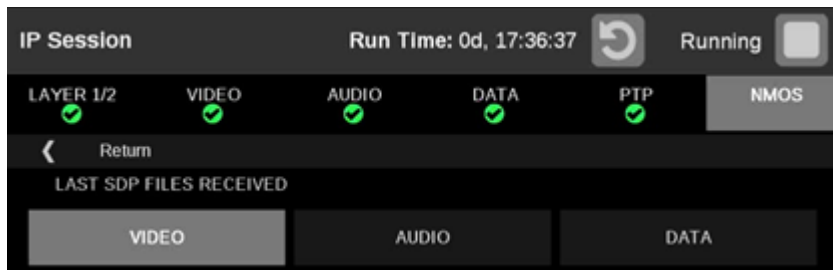 IP Session Run Time: 0d, 17:36:37 Running
LAYER 1/2 VIDEO AUDIO DATA PTP NMOS
Return
LAST SDP FILES RECEIVED
VIDEO AUDIO DATA